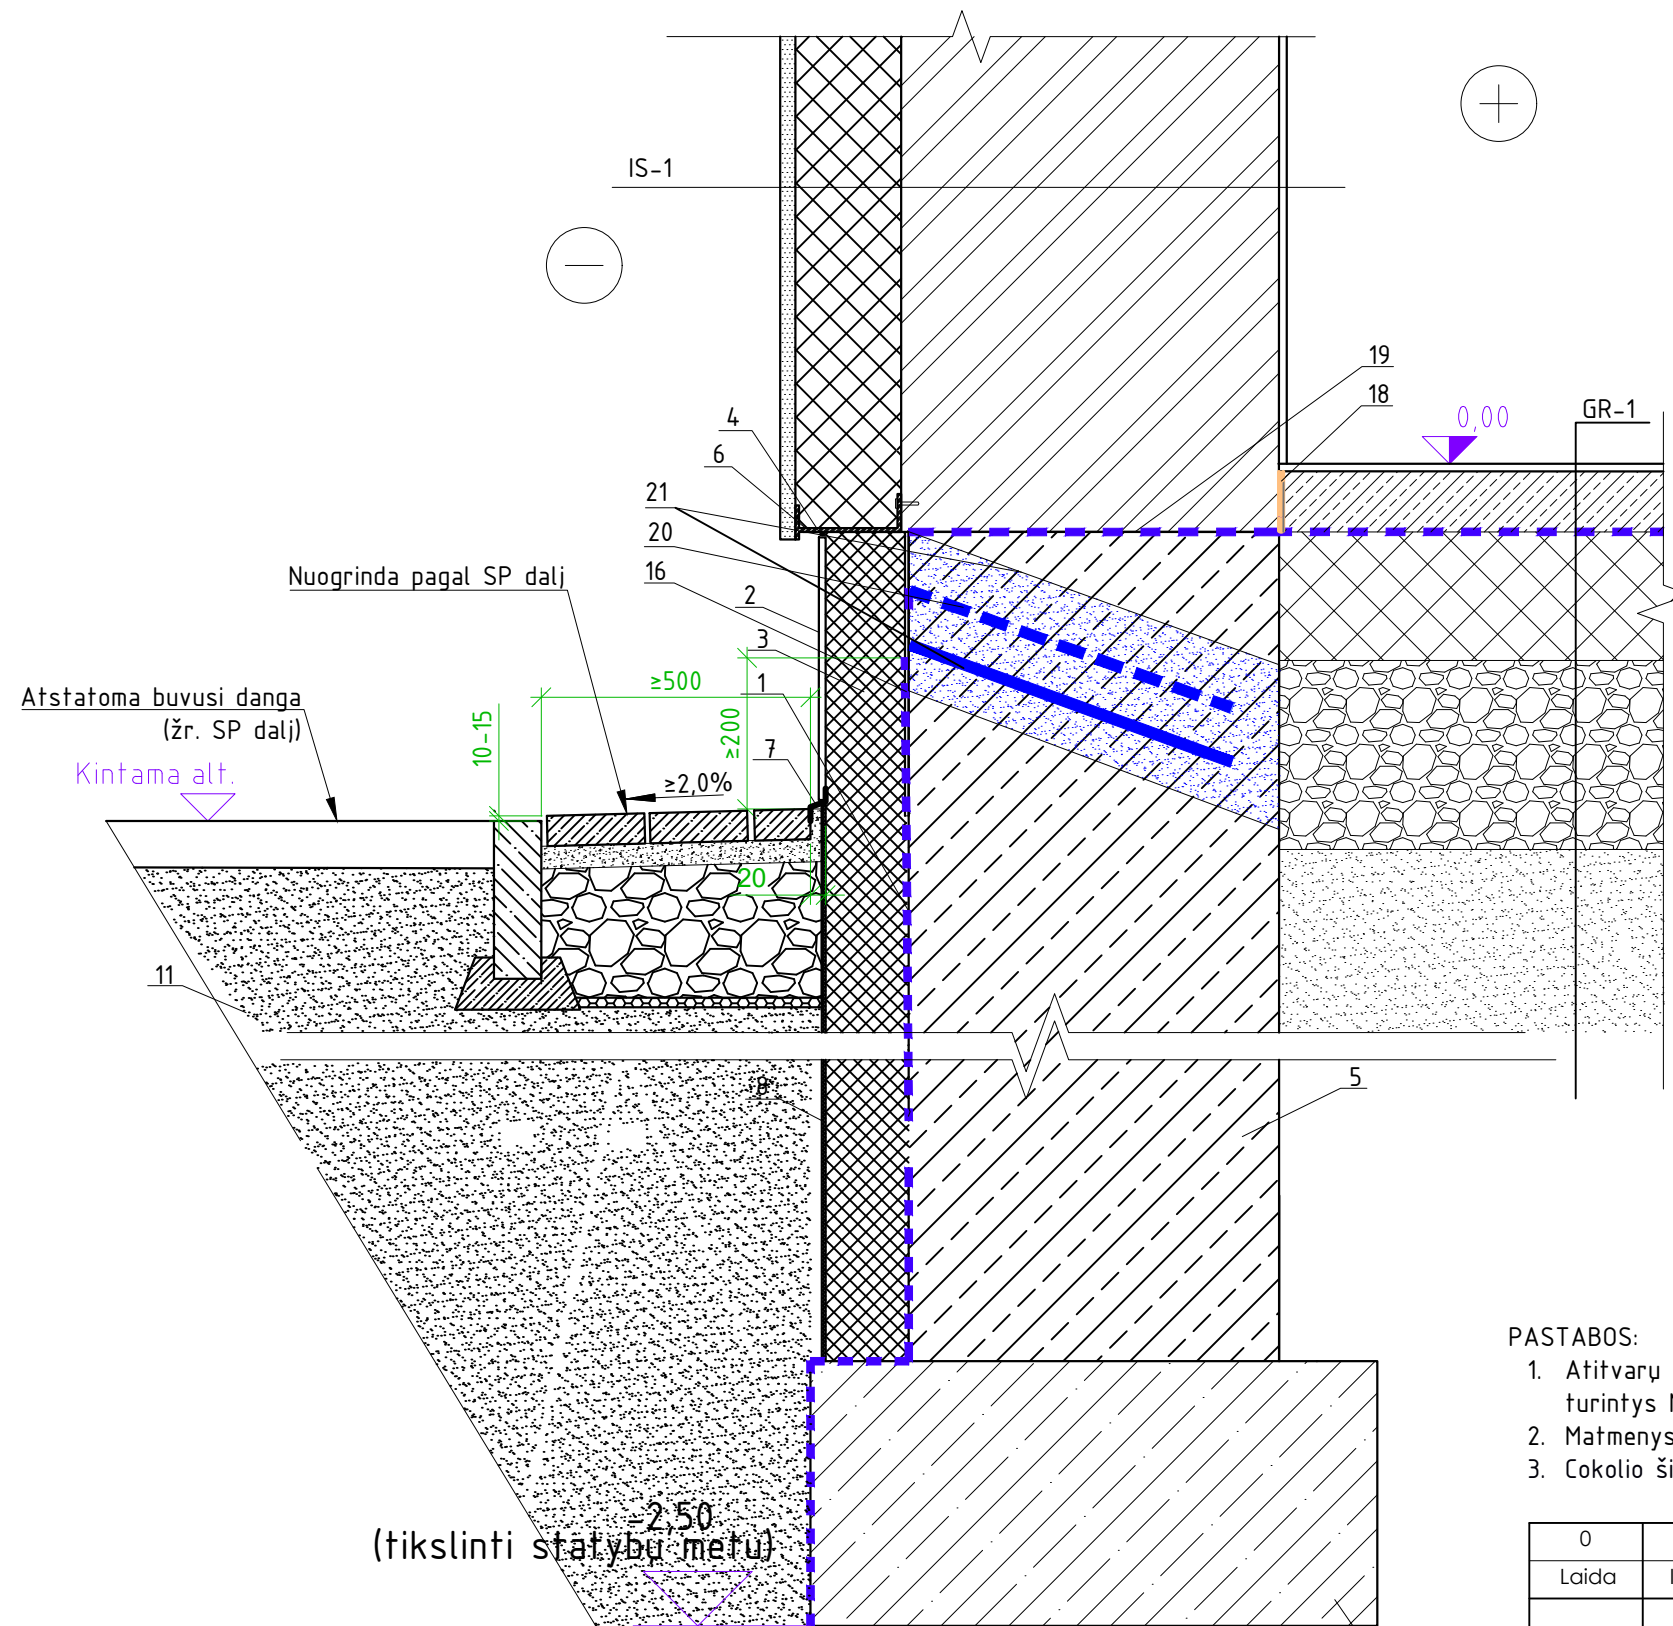 IS-1
19
18
GR-1
0,00
4
6
21
20
16
Nuogrinda pagal SP dalį
2
3
≥500
1
Atstatoma buvusi danga
(žr. SP dalį)
10-15
≥200
7
Kintama alt.
≥2,0%
20
11
8
5
PASTABOS:
1. Atitvarų
turintys
2. Matmenys
3. Cokolio
-2,50
(tikslinti statybų metu)
0
Laida